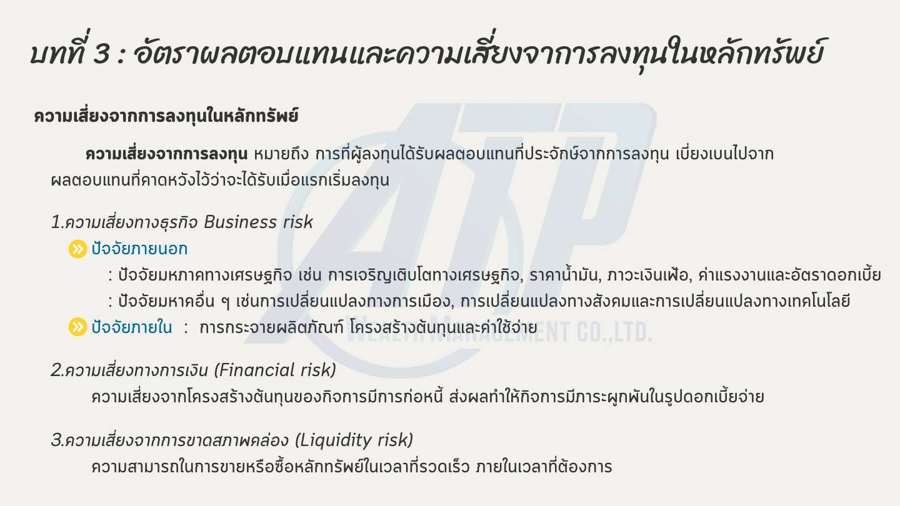 บทที่ 3 : อัตราผลตอบแทนและความเสี่ยงจาการลงทุนในหลักทรัพย์
ความเสี่ยงจากการลงทุนในหลักทรัพย์
ความเสี่ยงจากการลงทุน หมายถึง การที่ผู้ลงทุนได้รับผลตอบแทนที่ประจักษ์จากการลงทุน เบี่ยงเบนไปจาก
ผลตอบแทนที่คาดหวังไว้ว่าจะได้รับเมื่อแรกเริ่มลงทุน
1.ความเสี่ยงทางธุรกิจ Business risk
ปัจจัยภายนอก
: ปัจจัยมหภาคทางเศรษฐกิจ เช่น การเจริญเติบโตทางเศรษฐกิจ, ราคาน้ำมัน, ภาวะเงินเฟ้อ, ค่าแรงงานและอัตราดอกเบี้ย
: ปัจจัยมหาคอื่น ๆ เช่นการเปลี่ยนแปลงทางการเมือง, การเปลี่ยนแปลงทางสังคมและการเปลี่ยนแปลงทางเทคโนโลยี
ปัจจัยภายใน : การกระจายผลิตภัณฑ์ โครงสร้างต้นทุนและค่าใช้จ่าย
2.ความเสี่ยงทางการเงิน (Financial risk)
ความเสี่ยงจากโครงสร้างต้นทุนของกิจการมีการก่อหนี้ ส่งผลทำให้กิจการมีภาระผูกพันในรูปดอกเบี้ยจ่าย
3.ความเสี่ยงจากการขาดสภาพคล่อง (Liquidity risk)
ความสามารถในการขายหรือซื้อหลักทรัพย์ในเวลาที่รวดเร็ว ภายในเวลาที่ต้องการ
ATP
WEALTH MANAGEMENT CO.,LTD.